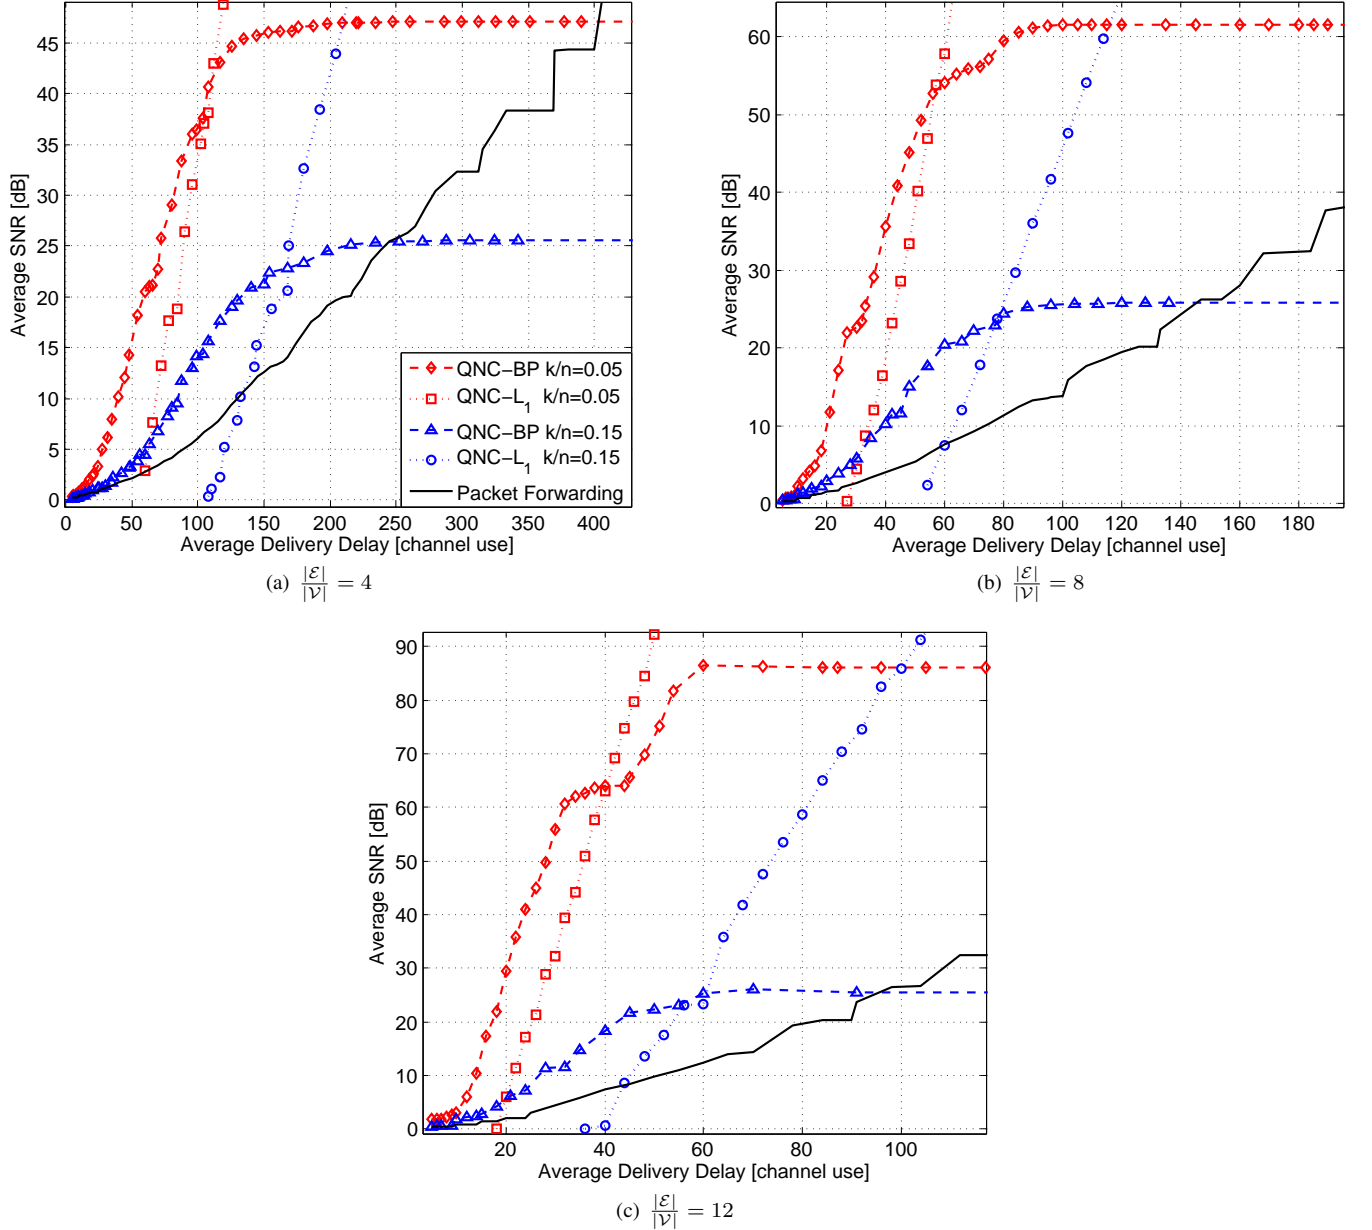 45
40
35
30
25
20
15
10
5
0
Average SNR [dB]
0 50 100 150 200 250 300 350 400
Average Delivery Delay [channel use]
QNC−BP k/n=0.05
QNC−L₁ k/n=0.05
QNC−BP k/n=0.15
QNC−L₁ k/n=0.15
Packet Forwarding
(a) |ℰ|/|𝒱| = 4
60
50
40
30
20
10
0
Average SNR [dB]
20 40 60 80 100 120 140 160 180
Average Delivery Delay [channel use]
(b) |ℰ|/|𝒱| = 8
90
80
70
60
50
40
30
20
10
0
Average SNR [dB]
20 40 60 80 100
Average Delivery Delay [channel use]
(c) |ℰ|/|𝒱| = 12